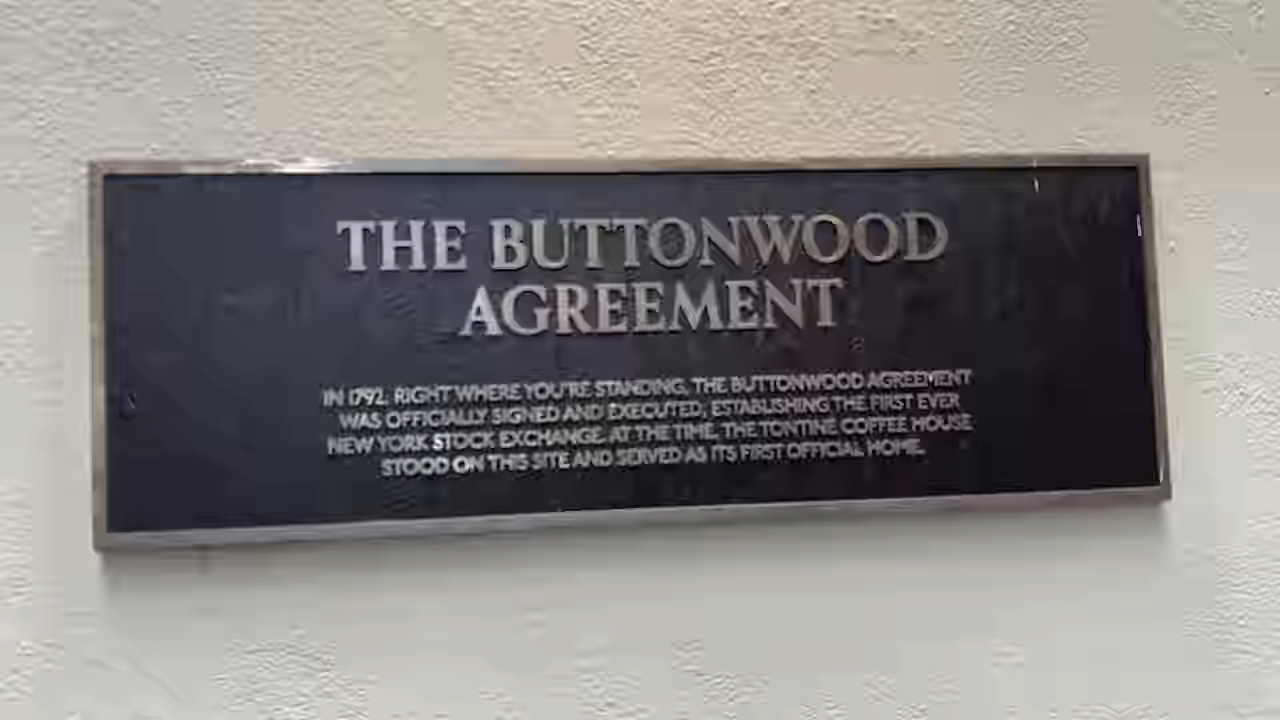 THE BUTTONWOOD
AGREEMENT
IN 1792, RIGHT WHERE YOU'RE STANDING, THE BUTTONWOOD AGREEMENT
WAS OFFICIALLY SIGNED AND EXECUTED, ESTABLISHING THE FIRST EVER
NEW YORK STOCK EXCHANGE. AT THE TIME, THE TONTINE COFFEE HOUSE
STOOD ON THIS SITE AND SERVED AS ITS FIRST OFFICIAL HOME.